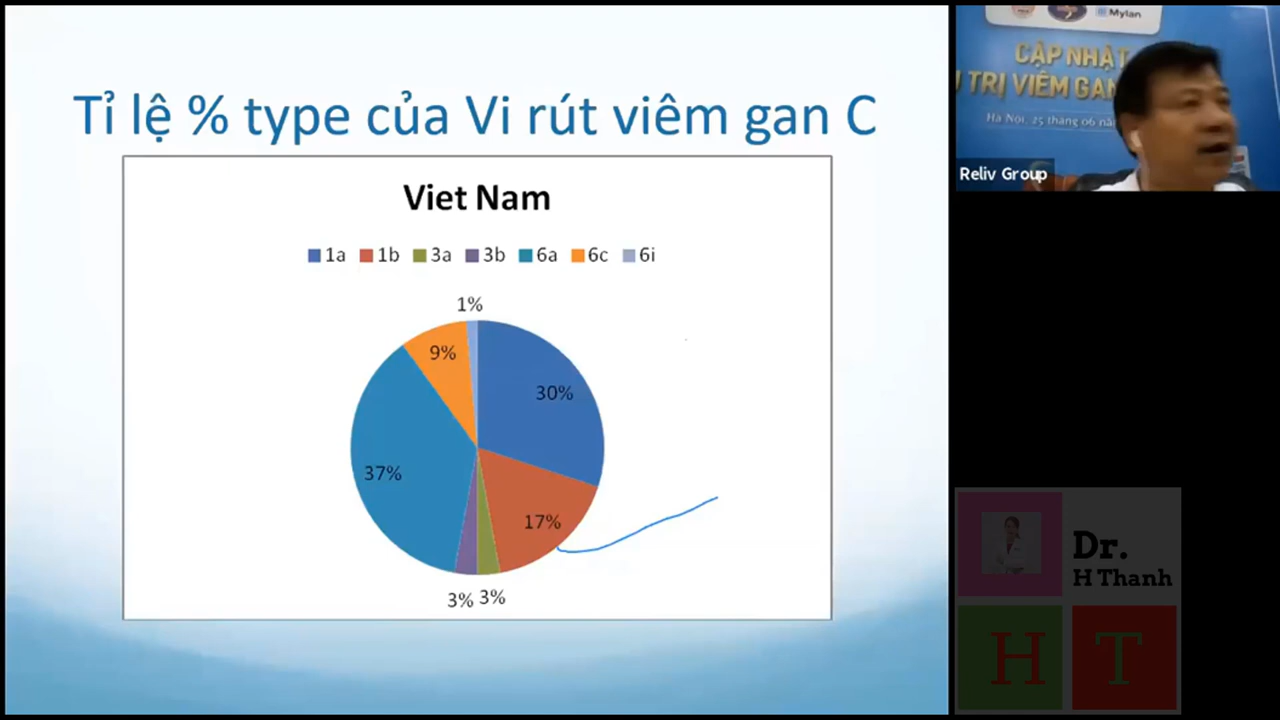 Tỉ lệ % type của Vi rút viêm gan C
Viet Nam
1a 1b 3a 3b 6a 6c 6i
1%
9%
30%
37%
17%
3% 3%
Mylan
CẬP NHẬT
TRỊ VIÊM GAN
Hà Nội, 25 tháng 06
Reliv Group
Dr.
H Thanh
H T